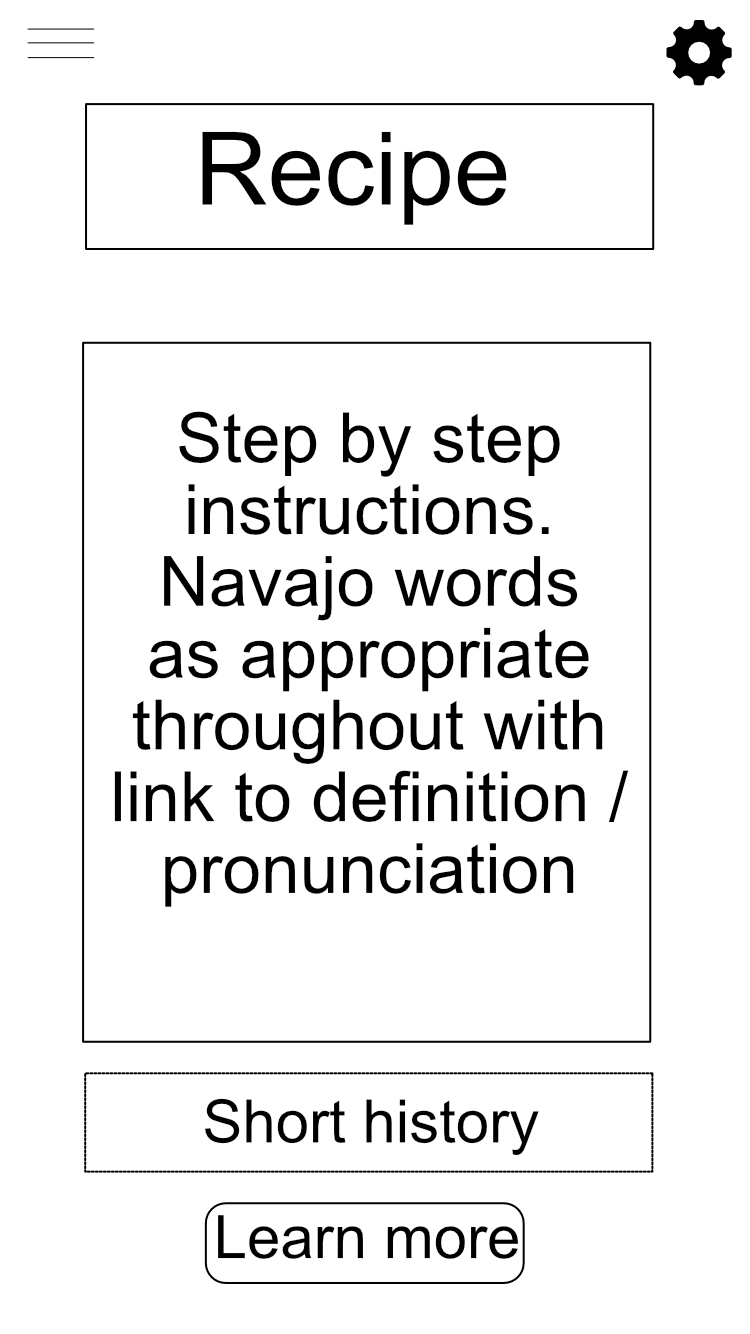 Recipe
Step by step
instructions.
Navajo words
as appropriate
throughout with
link to definition /
pronunciation
Short history
Learn more